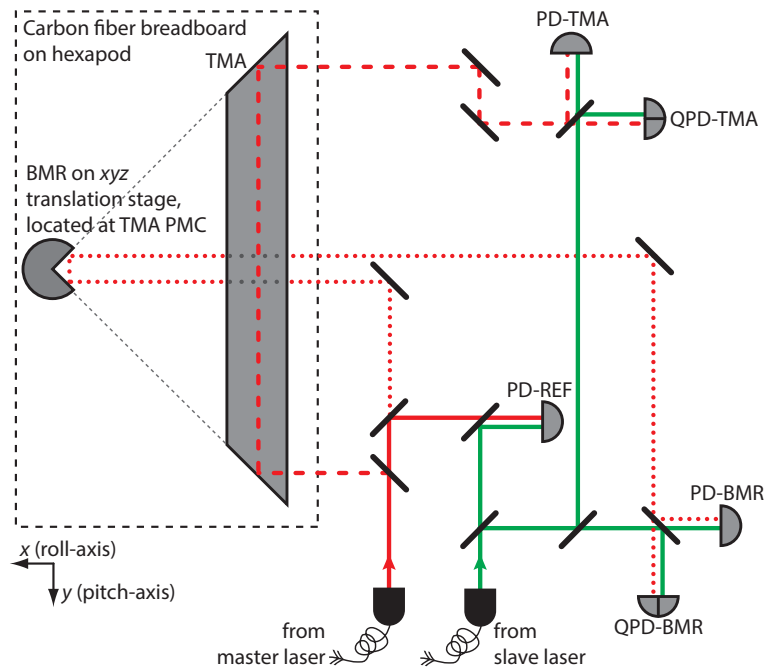 Carbon fiber breadboard
on hexapod
TMA
PD-TMA
QPD-TMA
BMR on xyz
translation stage,
located at TMA PMC
PD-REF
PD-BMR
x (roll-axis)
y (pitch-axis)
from
master laser
from
slave laser
QPD-BMR